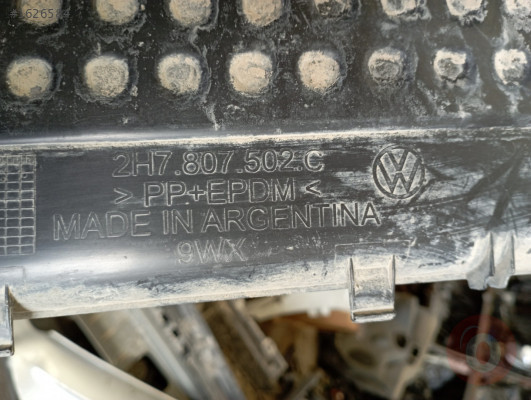 2H7.807.502.C
> PP+EPDM <
MADE IN ARGENTINA
9WX